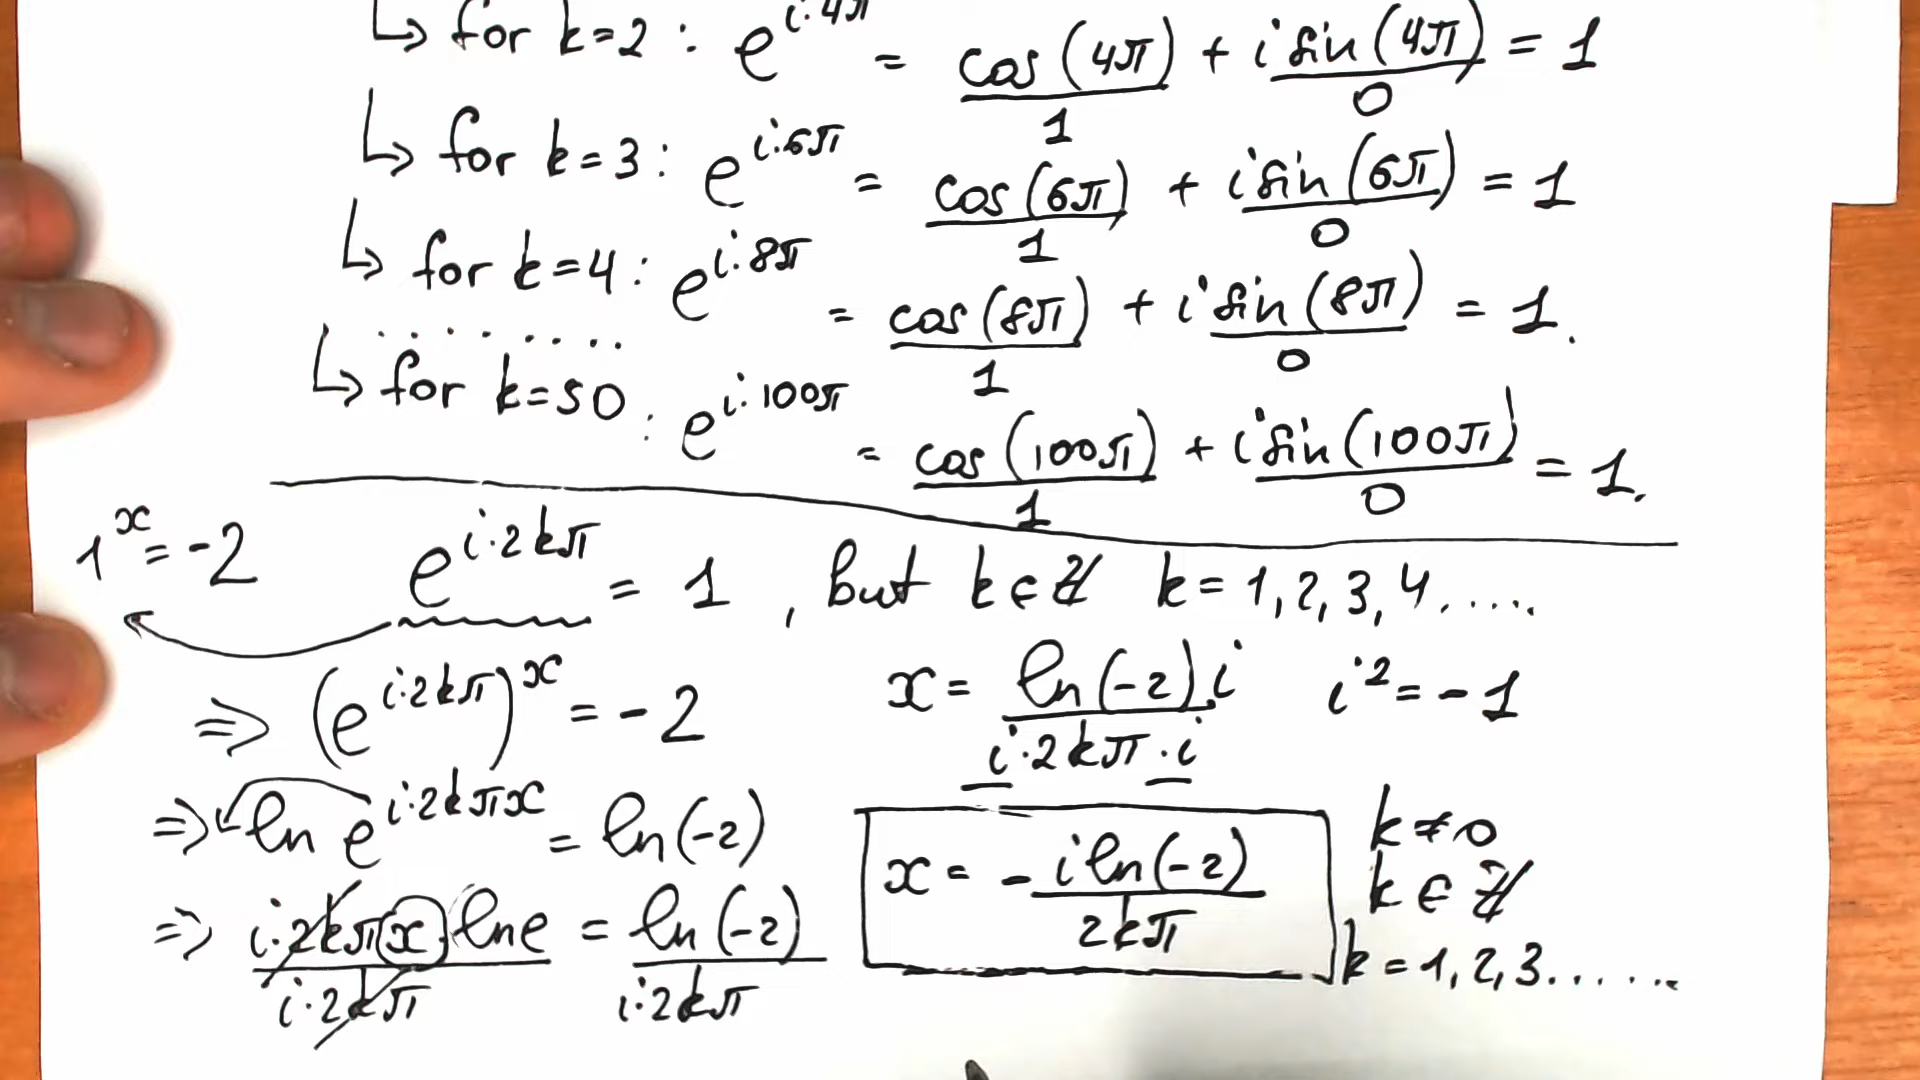 ↳ for k=2 : e^{i·4π} = cos(4π)/1 + i sin(4π)/0 = 1
↳ for k=3 : e^{i·6π} = cos(6π)/1 + i sin(6π)/0 = 1
↳ for k=4 : e^{i·8π} = cos(8π)/1 + i sin(8π)/0 = 1.
. . . . . . . .
↳ for k=50 : e^{i·100π} = cos(100π)/1 + i sin(100π)/0 = 1.
1^x = -2 e^{i·2kπ} = 1 , but k∈ℤ k = 1, 2, 3, 4.....
⇒ (e^{i·2kπ})^x = -2
⇒ ln e^{i·2kπx} = ln(-2)
⇒ i·2kπ(x) ln e / i·2kπ = ln(-2) / i·2kπ
x = ln(-2).i / i·2kπ·i i² = -1
x = - i ln(-2) / 2kπ
k≠0
k∈ℤ
k = 1, 2, 3......